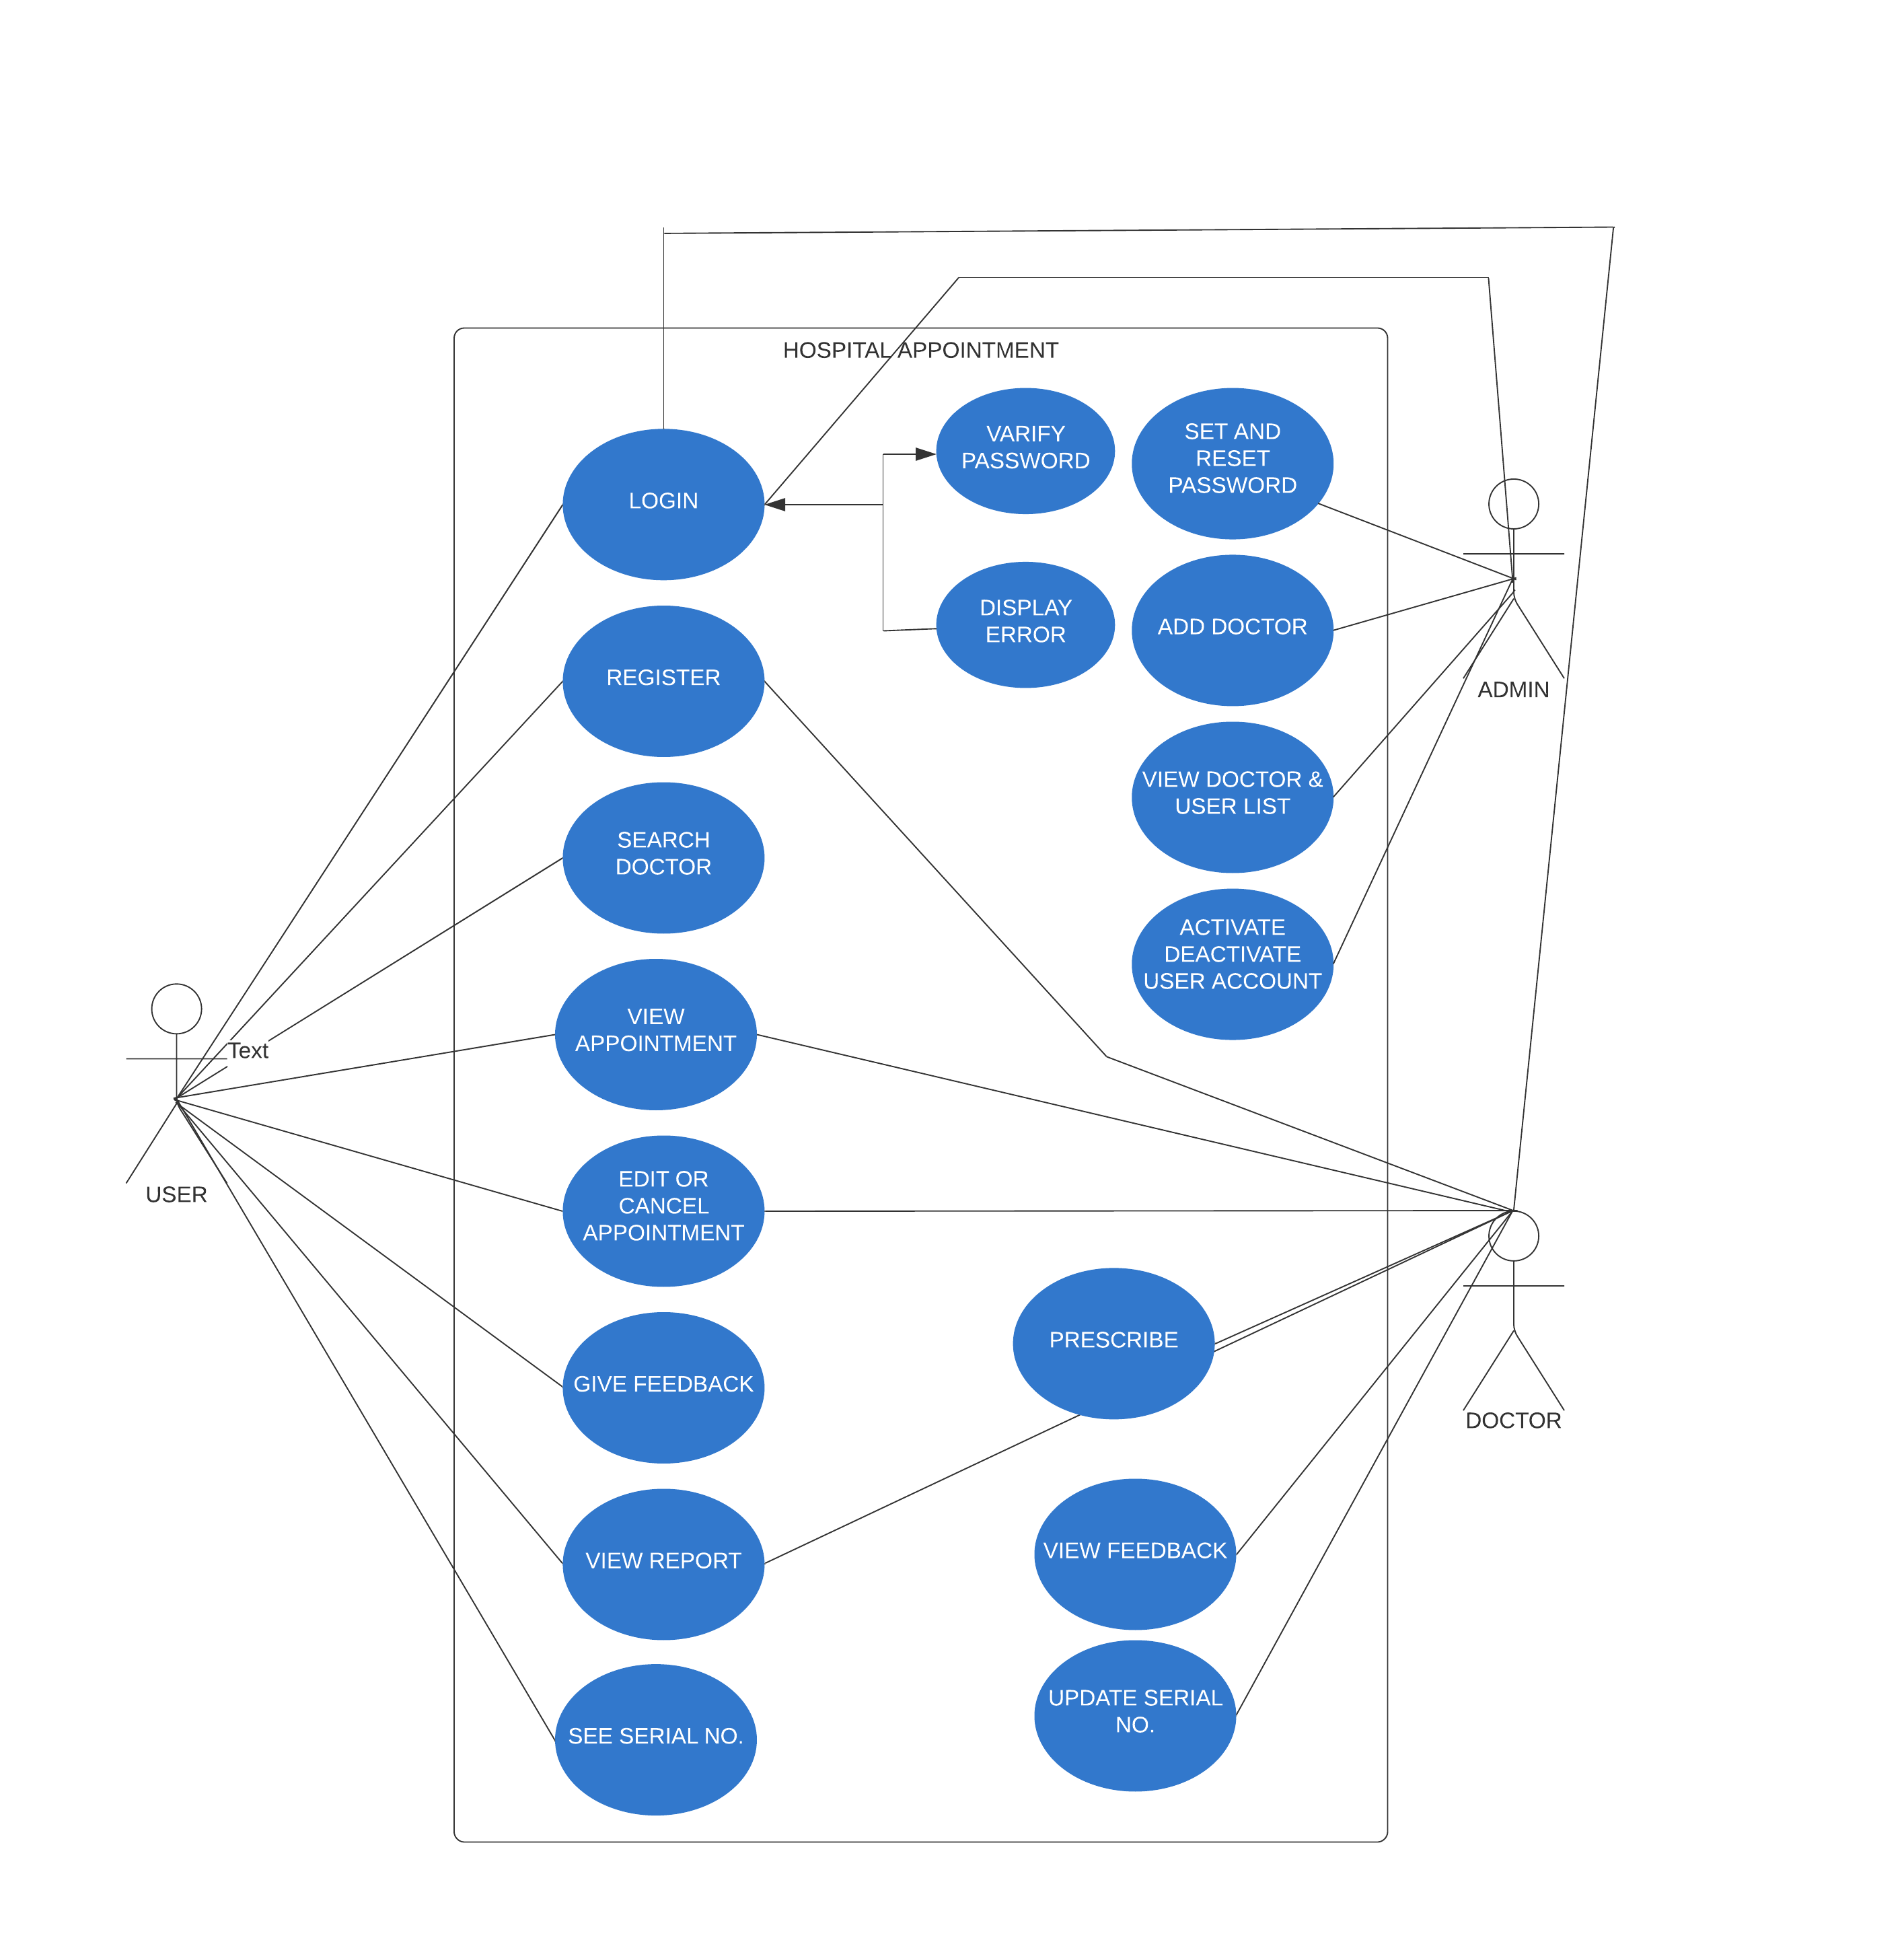 HOSPITAL APPOINTMENT
LOGIN
VARIFY
PASSWORD
SET AND
RESET
PASSWORD
DISPLAY
ERROR
ADD DOCTOR
REGISTER
ADMIN
VIEW DOCTOR &
USER LIST
SEARCH
DOCTOR
ACTIVATE
DEACTIVATE
USER ACCOUNT
VIEW
APPOINTMENT
Text
USER
EDIT OR
CANCEL
APPOINTMENT
PRESCRIBE
GIVE FEEDBACK
DOCTOR
VIEW REPORT
VIEW FEEDBACK
UPDATE SERIAL
NO.
SEE SERIAL NO.